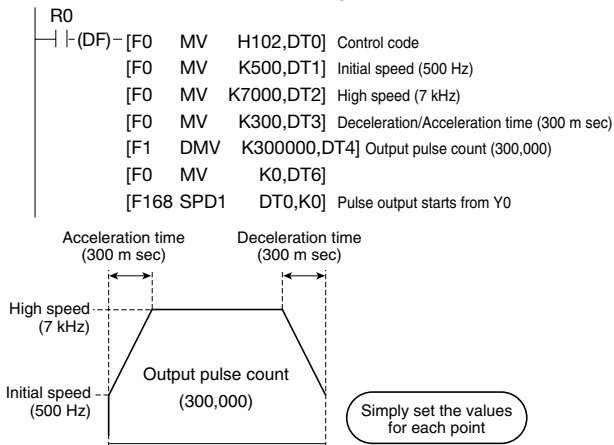 R0
(DF) [F0 MV H102,DT0] Control code
[F0 MV K500,DT1] Initial speed (500 Hz)
[F0 MV K7000,DT2] High speed (7 kHz)
[F0 MV K300,DT3] Deceleration/Acceleration time (300 m sec)
[F1 DMV K300000,DT4] Output pulse count (300,000)
[F0 MV K0,DT6]
[F168 SPD1 DT0,K0] Pulse output starts from Y0
Acceleration time
(300 m sec)
Deceleration time
(300 m sec)
High speed
(7 kHz)
Output pulse count
(300,000)
Initial speed
(500 Hz)
Simply set the values
for each point